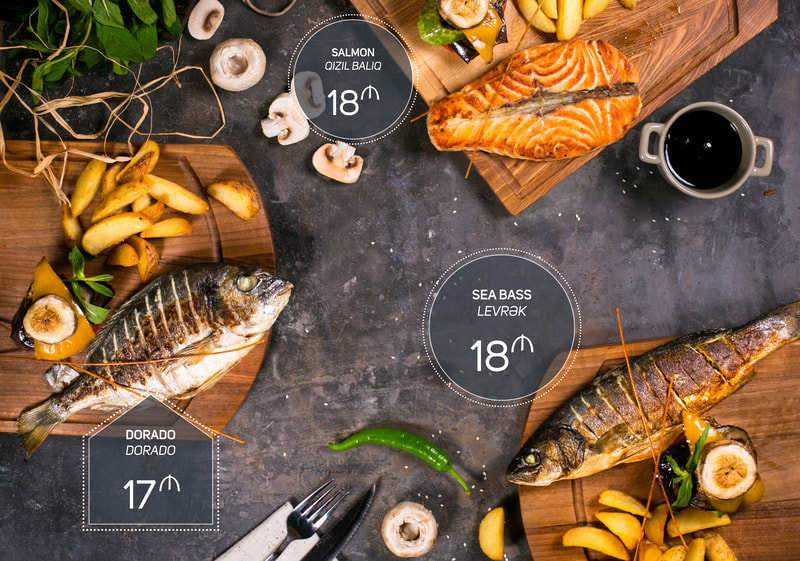 SALMON
QIZIL BALIQ
18₼
SEA BASS
LEVRƏK
18₼
DORADO
DORADO
17₼